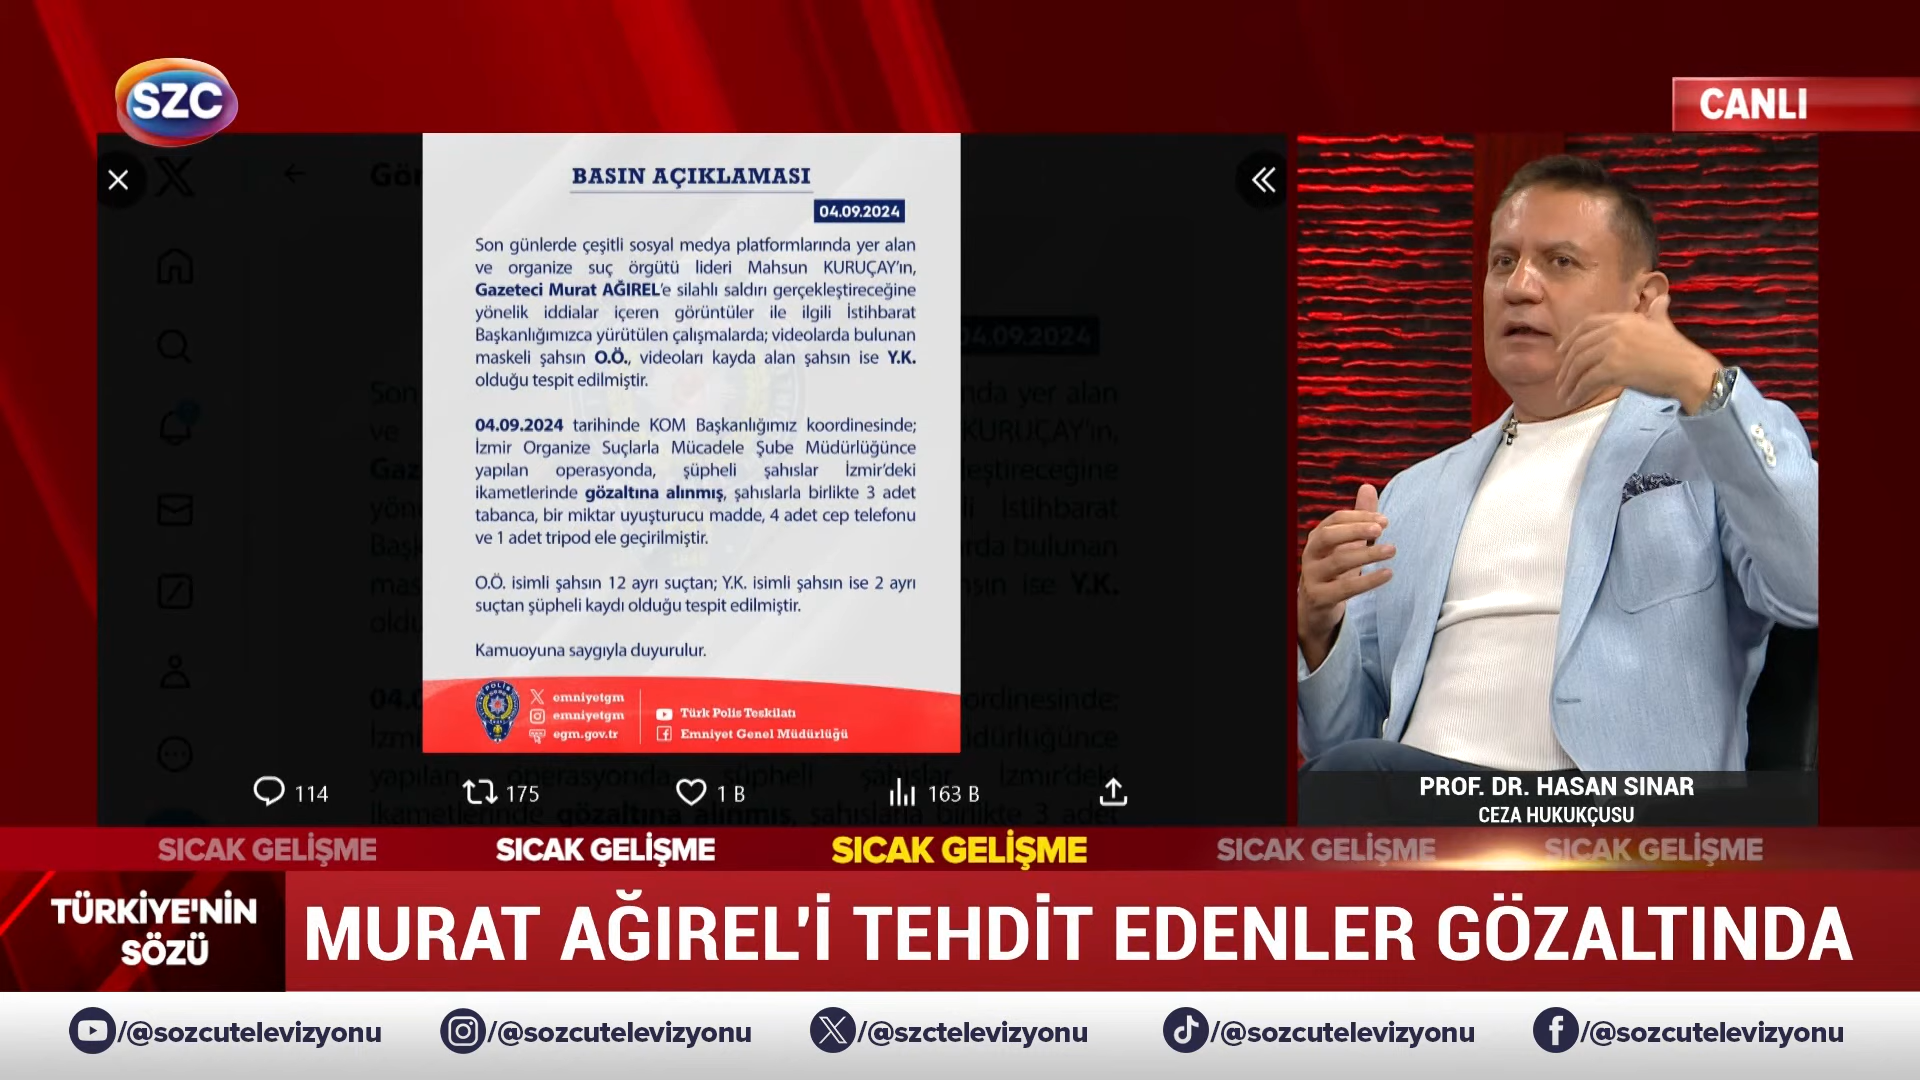 SZC
CANLI
BASIN AÇIKLAMASI
04.09.2024
Son günlerde çeşitli sosyal medya platformlarında yer alan
ve organize suç örgütü lideri Mahsun KURUÇAY'ın,
Gazeteci Murat AĞIREL'e silahlı saldırı gerçekleştireceğine
yönelik iddialar içeren görüntüler ile ilgili İstihbarat
Başkanlığımızca yürütülen çalışmalarda; videolarda bulunan
maskeli şahsın O.Ö., videoları kayda alan şahsın ise Y.K.
olduğu tespit edilmiştir.
04.09.2024 tarihinde KOM Başkanlığımız koordinesinde;
İzmir Organize Suçlarla Mücadele Şube Müdürlüğünce
yapılan operasyonda, şüpheli şahıslar İzmir'deki
ikametlerinde gözaltına alınmış, şahıslarla birlikte 3 adet
tabanca, bir miktar uyuşturucu madde, 4 adet cep telefonu
ve 1 adet tripod ele geçirilmiştir.
O.Ö. isimli şahsın 12 ayrı suçtan; Y.K. isimli şahsın ise 2 ayrı
suçtan şüpheli kaydı olduğu tespit edilmiştir.
Kamuoyuna saygıyla duyurulur.
emniyetgm
emniyetgm
egm.gov.tr
Türk Polis Teskilatı
Emniyet Genel Müdürlüğü
114
175
1 B
163 B
PROF. DR. HASAN SINAR
CEZA HUKUKÇUSU
SICAK GELİŞME SICAK GELİŞME SICAK GELİŞME SICAK GELİŞME SICAK GELİŞME
TÜRKİYE'NİN
SÖZÜ
MURAT AĞIREL'İ TEHDİT EDENLER GÖZALTINDA
/@sozcutelevizyonu /@sozcutelevizyonu /@szctelevizyonu /@sozcutelevizyonu /@sozcutelevizyonu